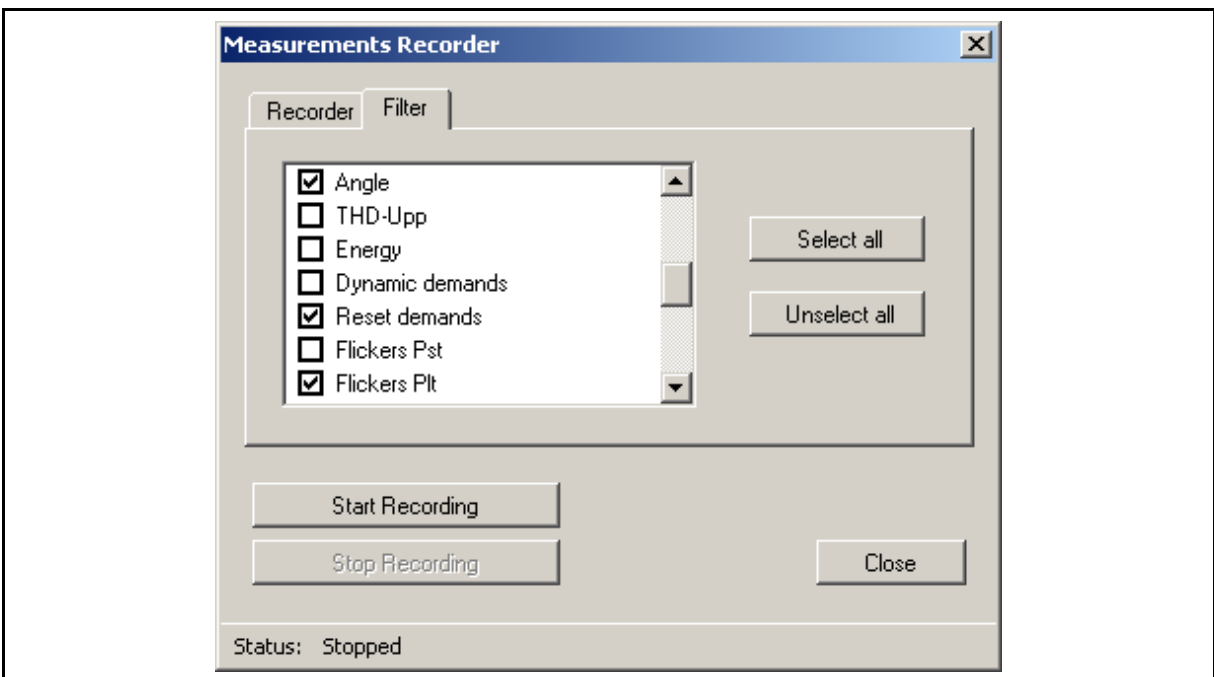 Measurements Recorder
Recorder Filter
Angle
THD-Upp
Energy
Dynamic demands
Reset demands
Flickers Pst
Flickers Plt
Select all
Unselect all
Start Recording
Stop Recording
Close
Status: Stopped